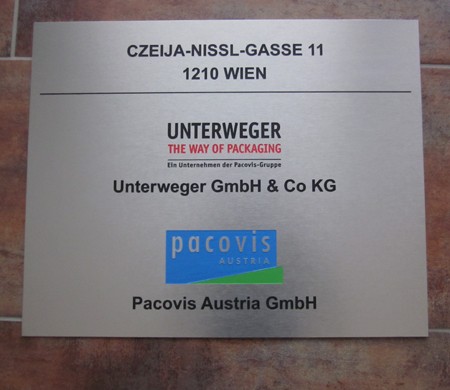 CZEIJA-NISSL-GASSE 11
1210 WIEN
UNTERWEGER
THE WAY OF PACKAGING
Ein Unternehmen der Pacovis-Gruppe
Unterweger GmbH & Co KG
pacovis
AUSTRIA
Pacovis Austria GmbH